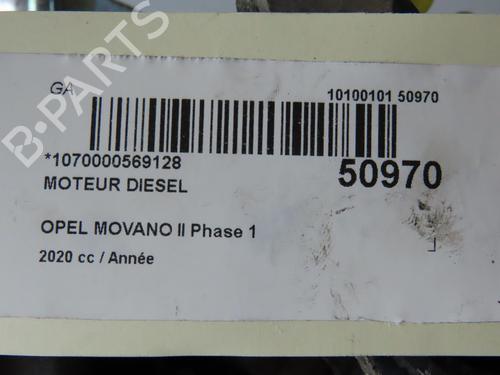 GA
10100101 50970
*1070000569128
50970
MOTEUR DIESEL
OPEL MOVANO II Phase 1
2020 cc / Année
B-PARTS